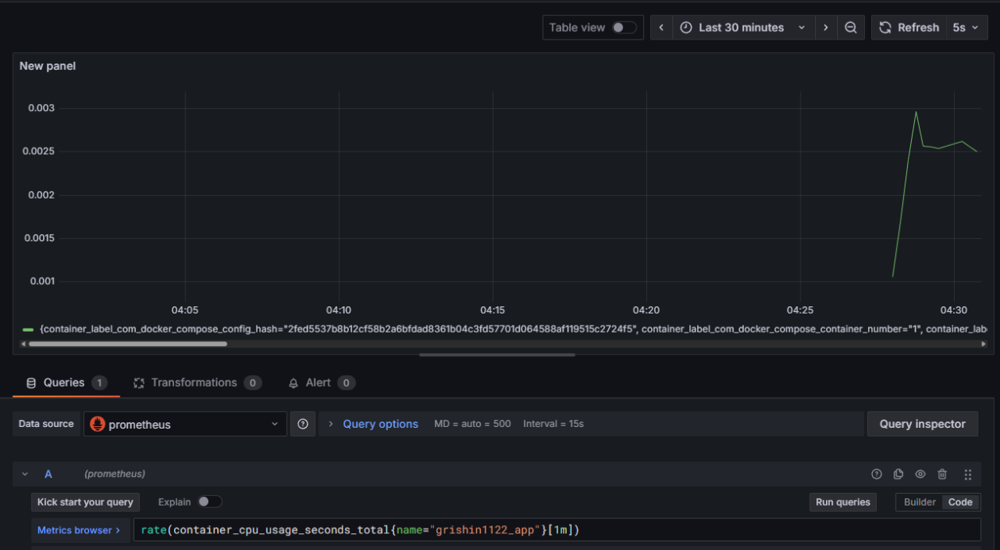 Table view
Last 30 minutes
Refresh 5s
New panel
0.003
0.0025
0.002
0.0015
0.001
04:05 04:10 04:15 04:20 04:25 04:30
{container_label_com_docker_compose_config_hash="2fed5537b8b12cf58b2a6bfdad8361b04c3fd57701d064588af119515c2724f5", container_label_com_docker_compose_container_number="1", container_lab
Queries 1 Transformations 0 Alert 0
Data source prometheus Query options MD = auto = 500 Interval = 15s Query inspector
A (prometheus)
Kick start your query Explain Run queries Builder Code
Metrics browser > rate(container_cpu_usage_seconds_total{name="grishin1122_app"}[1m])